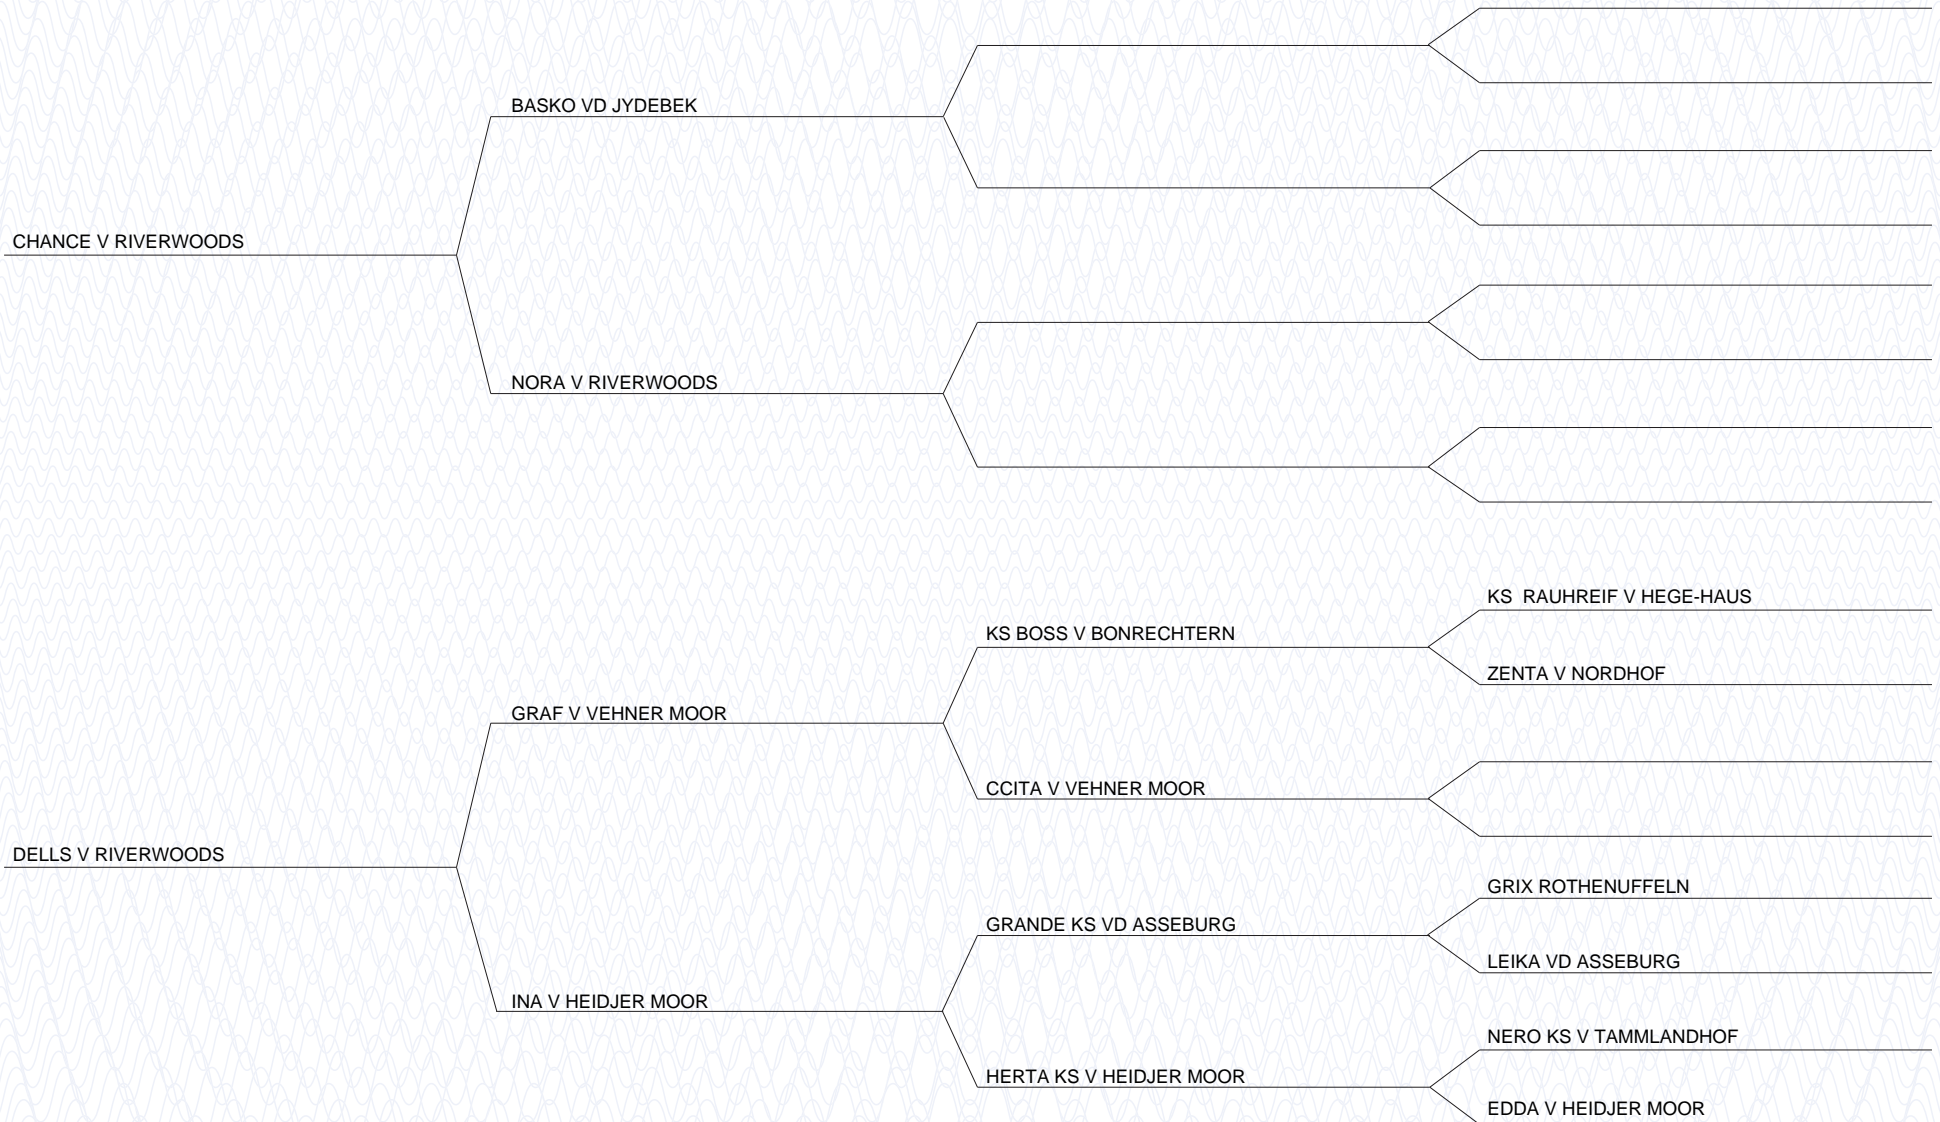 BASKO VD JYDEBEK
CHANCE V RIVERWOODS
NORA V RIVERWOODS
KS  RAUHREIF V HEGE-HAUS
KS BOSS V BONRECHTERN
ZENTA V NORDHOF
GRAF V VEHNER MOOR
CCITA V VEHNER MOOR
DELLS V RIVERWOODS
GRIX ROTHENUFFELN
GRANDE KS VD ASSEBURG
LEIKA VD ASSEBURG
INA V HEIDJER MOOR
NERO KS V TAMMLANDHOF
HERTA KS V HEIDJER MOOR
EDDA V HEIDJER MOOR